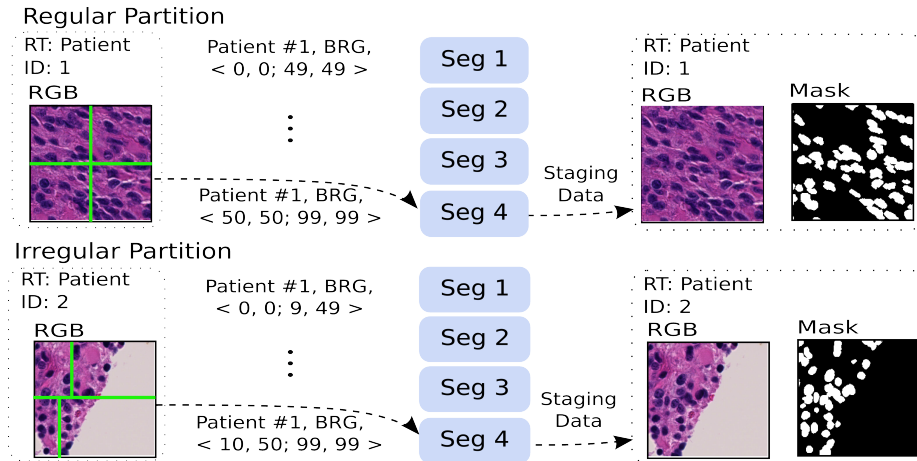 Regular Partition
RT: Patient
ID: 1
RGB
Patient #1, BRG,
< 0, 0; 49, 49 >
Patient #1, BRG,
< 50, 50; 99, 99 >
Seg 1
Seg 2
Seg 3
Seg 4
Staging
Data
RT: Patient
ID: 1
RGB
Mask
Irregular Partition
RT: Patient
ID: 2
RGB
Patient #1, BRG,
< 0, 0; 9, 49 >
Patient #1, BRG,
< 10, 50; 99, 99 >
Seg 1
Seg 2
Seg 3
Seg 4
Staging
Data
RT: Patient
ID: 2
RGB
Mask